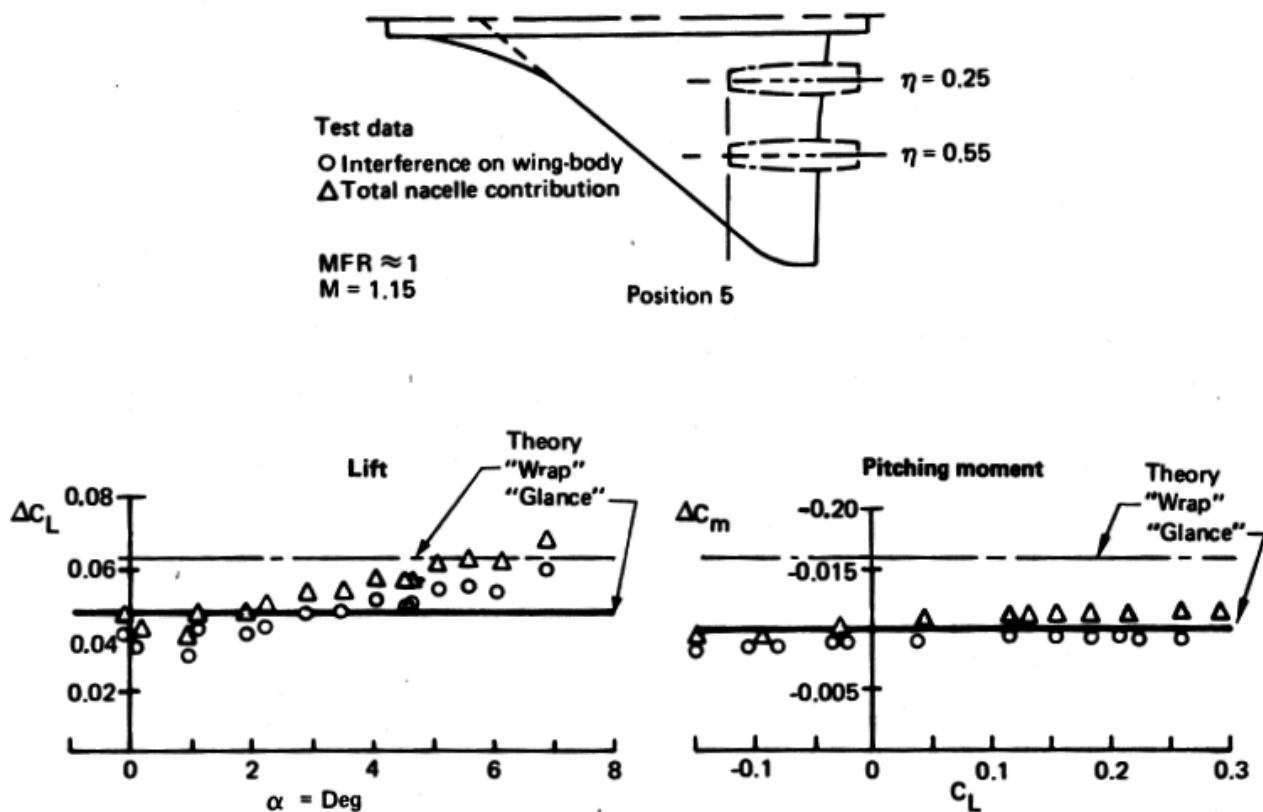 η = 0.25
Test data
○ Interference on wing-body
△ Total nacelle contribution
η = 0.55
MFR ≈ 1
M = 1.15
Position 5
Lift
Theory
"Wrap"
"Glance"
ΔC_L
0.08
0.06
0.04
0.02
0 2 4 6 8
α = Deg
Pitching moment
Theory
"Wrap"
"Glance"
ΔC_m
-0.20
-0.015
-0.005
-0.1 0 0.1 0.2 0.3
C_L